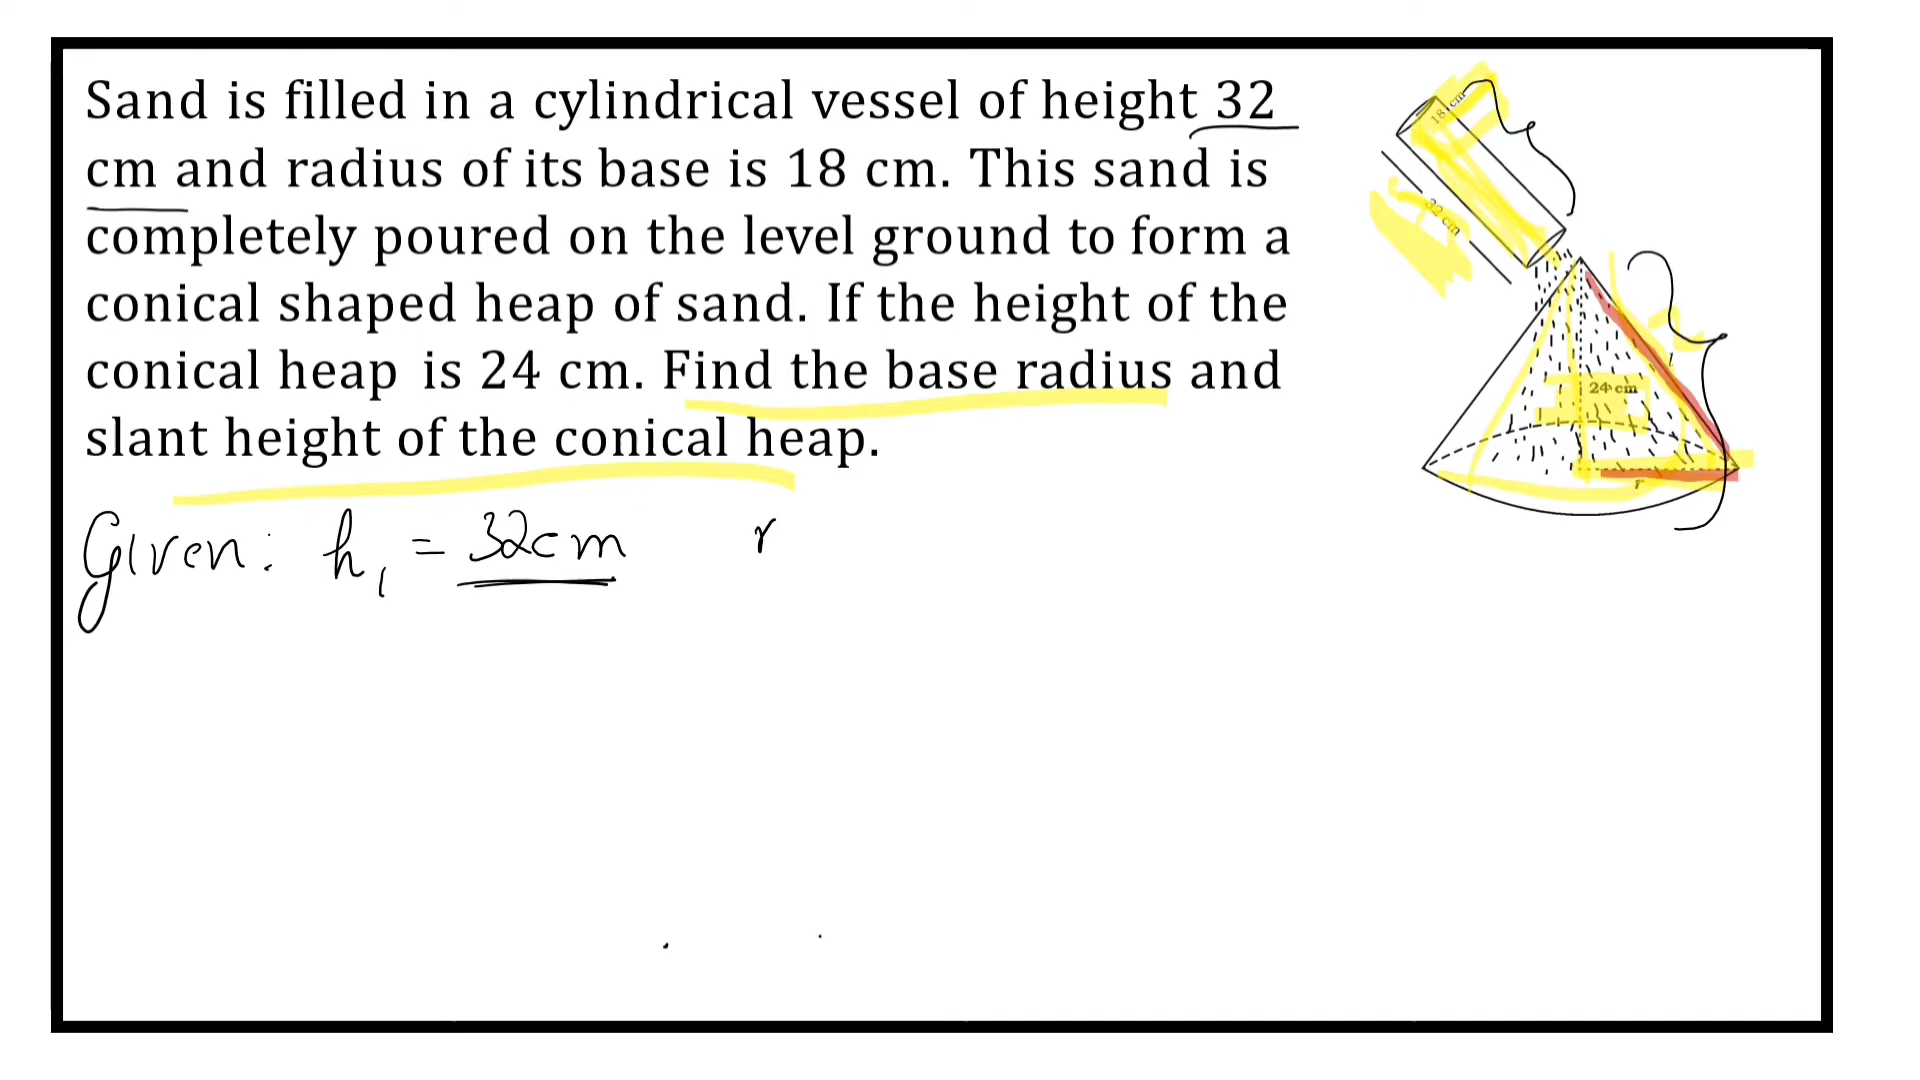 Sand is filled in a cylindrical vessel of height 32
cm and radius of its base is 18 cm. This sand is
completely poured on the level ground to form a
conical shaped heap of sand. If the height of the
conical heap is 24 cm. Find the base radius and
slant height of the conical heap.
Given: h₁ = 32cm r
18 cm
32 cm
l
24 cm
r